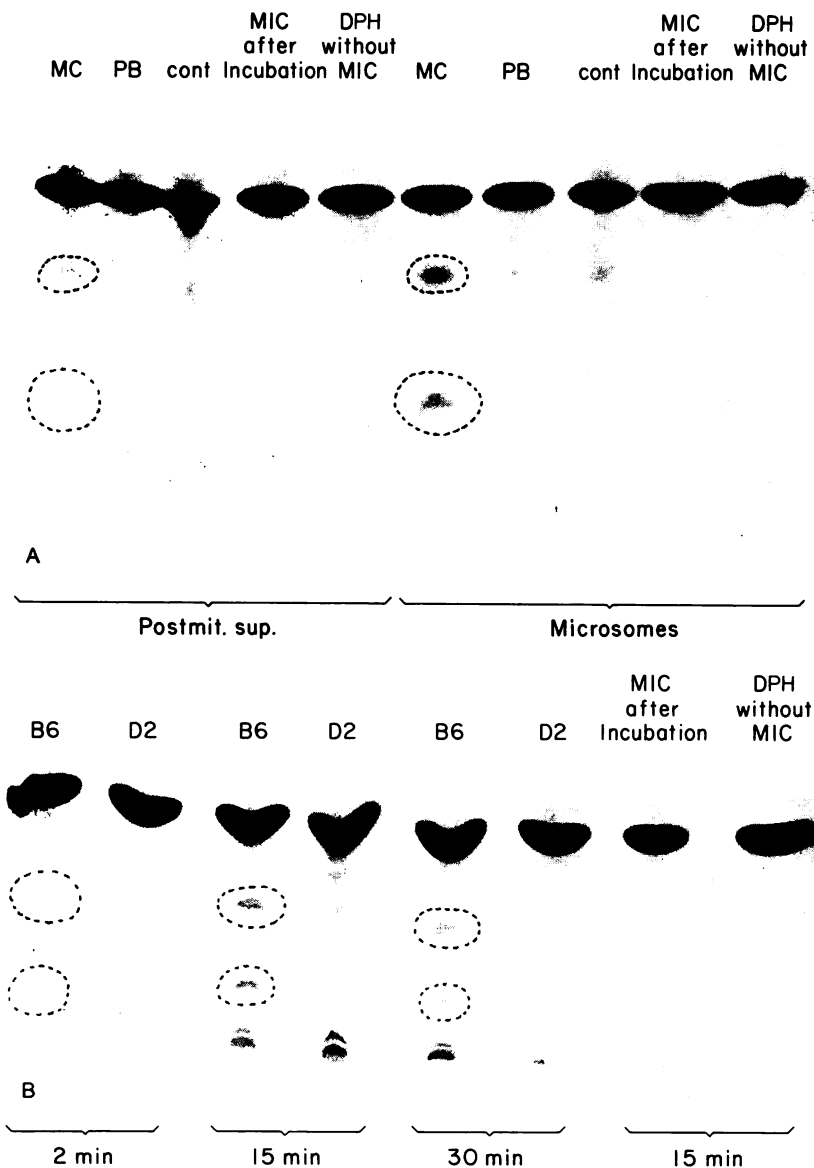 MIC DPH MIC DPH
after without after without
MC PB cont Incubation MIC MC PB cont Incubation MIC
A
Postmit. sup. Microsomes
MIC DPH
after without
B6 D2 B6 D2 B6 D2 Incubation MIC
B
2 min 15 min 30 min 15 min